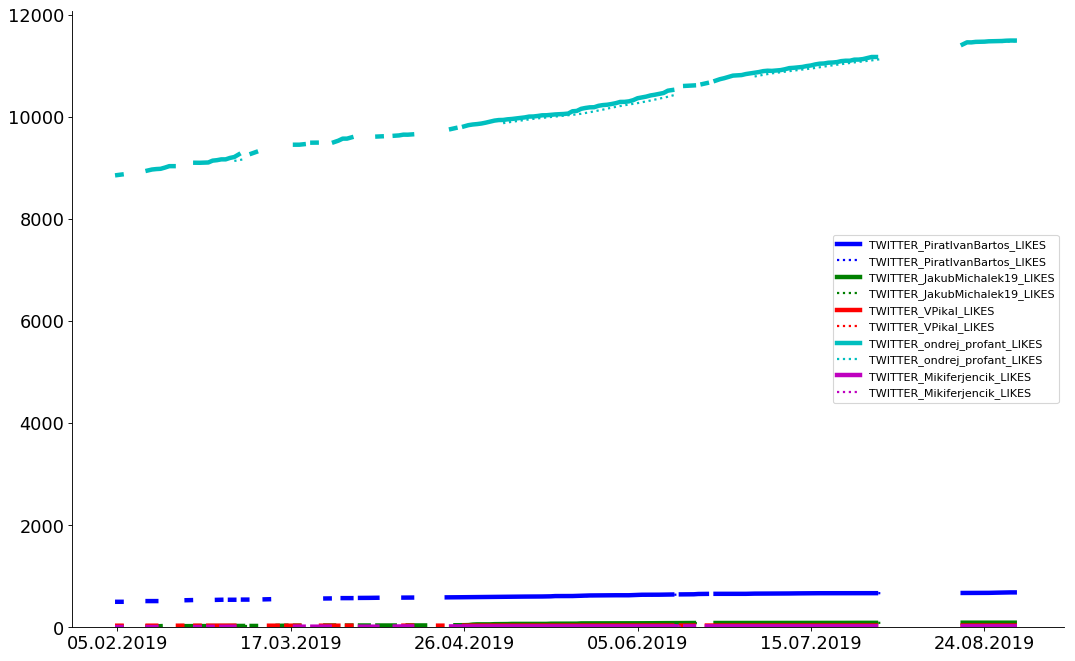 12000
10000
8000
6000
4000
2000
0
05.02.2019
17.03.2019
26.04.2019
05.06.2019
15.07.2019
24.08.2019
TWITTER_PiratIvanBartos_LIKES
TWITTER_PiratIvanBartos_LIKES
TWITTER_JakubMichalek19_LIKES
TWITTER_JakubMichalek19_LIKES
TWITTER_VPikal_LIKES
TWITTER_VPikal_LIKES
TWITTER_ondrej_profant_LIKES
TWITTER_ondrej_profant_LIKES
TWITTER_Mikiferjencik_LIKES
TWITTER_Mikiferjencik_LIKES